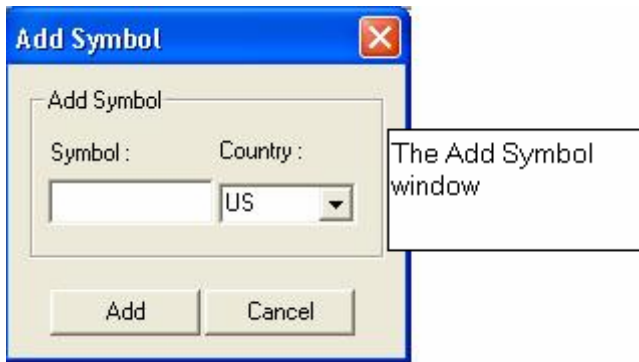 Add Symbol
Add Symbol
Symbol : Country :
US
The Add Symbol
window
Add Cancel